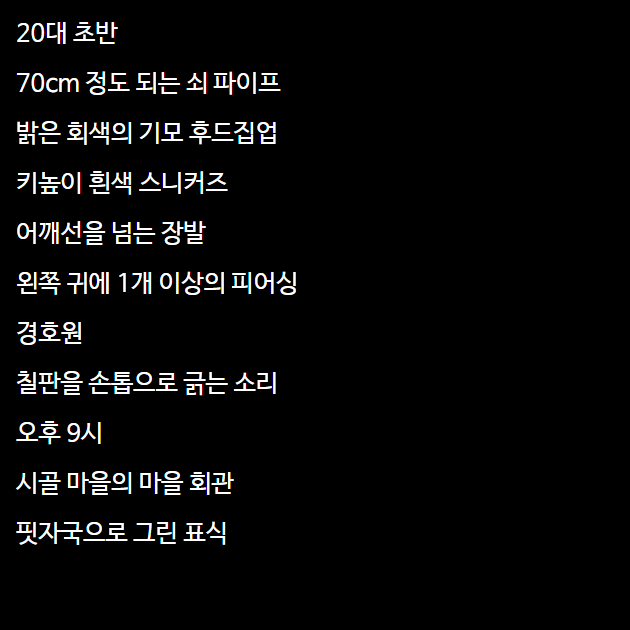 20대 초반
70cm 정도 되는 쇠 파이프
밝은 회색의 기모 후드집업
키높이 흰색 스니커즈
어깨선을 넘는 장발
왼쪽 귀에 1개 이상의 피어싱
경호원
칠판을 손톱으로 긁는 소리
오후 9시
시골 마을의 마을 회관
핏자국으로 그린 표식